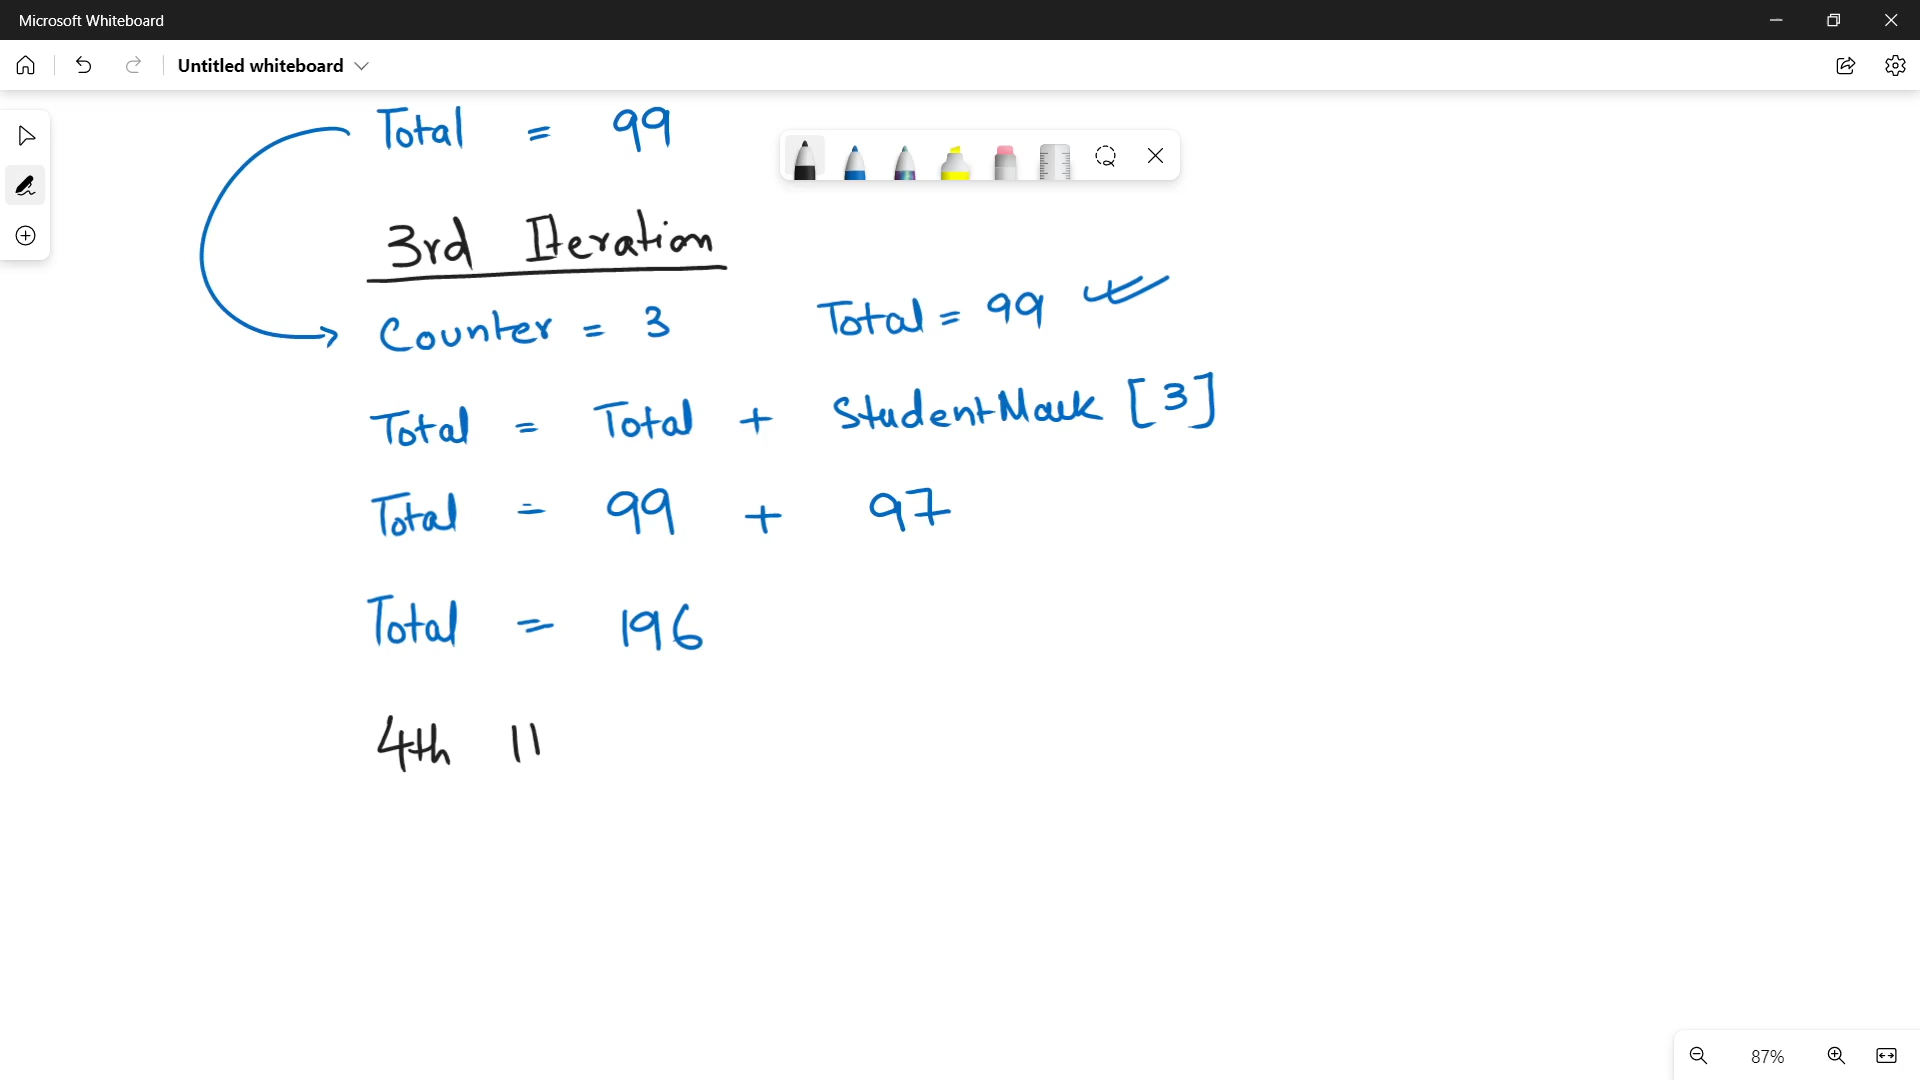 Microsoft Whiteboard
Untitled whiteboard
Total = 99
3rd Iteration
Counter = 3 Total = 99
Total = Total + StudentMark [3]
Total = 99 + 97
Total = 196
4th
87%